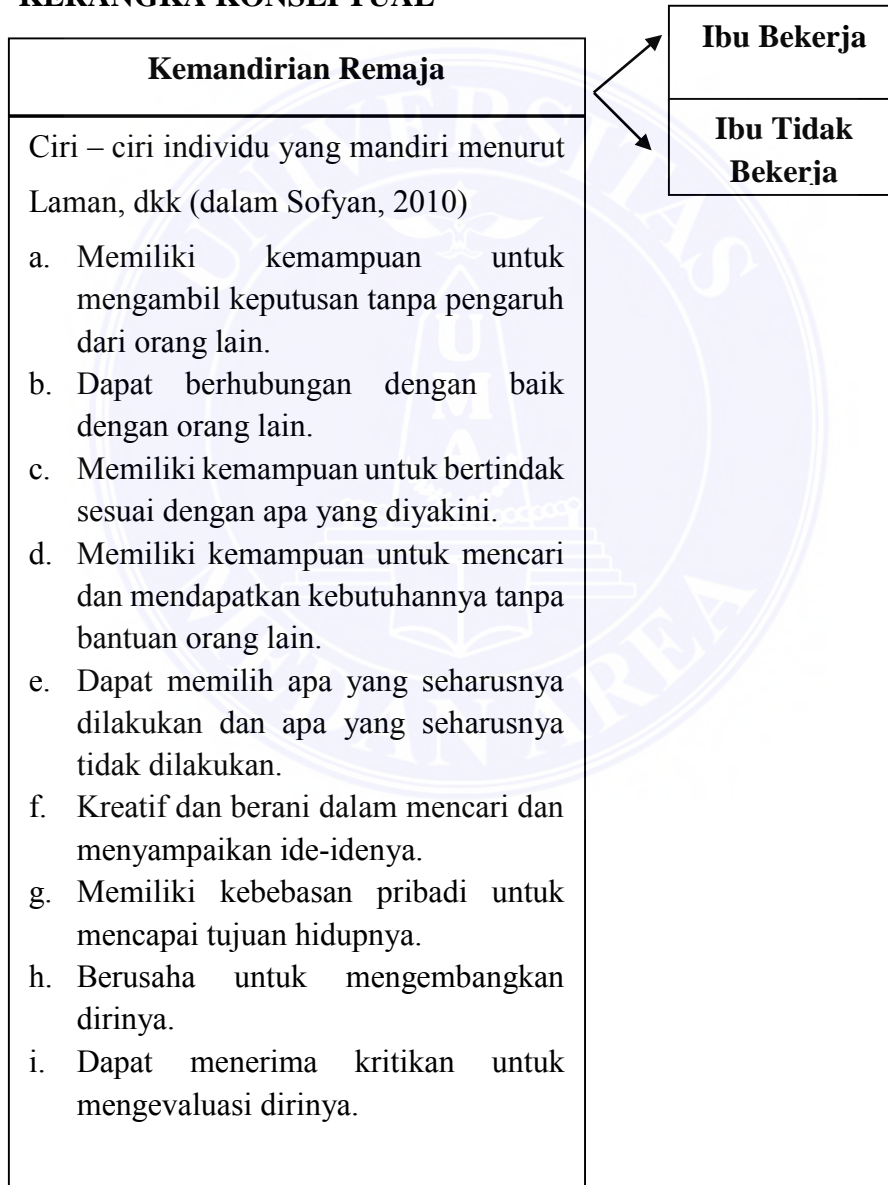 KERANGKA KONSEPTUAL
Kemandirian Remaja
Ibu Bekerja
Ibu Tidak
Bekerja
Ciri – ciri individu yang mandiri menurut
Laman, dkk (dalam Sofyan, 2010)
a. Memiliki kemampuan untuk
mengambil keputusan tanpa pengaruh
dari orang lain.
b. Dapat berhubungan dengan baik
dengan orang lain.
c. Memiliki kemampuan untuk bertindak
sesuai dengan apa yang diyakini.
d. Memiliki kemampuan untuk mencari
dan mendapatkan kebutuhannya tanpa
bantuan orang lain.
e. Dapat memilih apa yang seharusnya
dilakukan dan apa yang seharusnya
tidak dilakukan.
f. Kreatif dan berani dalam mencari dan
menyampaikan ide-idenya.
g. Memiliki kebebasan pribadi untuk
mencapai tujuan hidupnya.
h. Berusaha untuk mengembangkan
dirinya.
i. Dapat menerima kritikan untuk
mengevaluasi dirinya.
UNIVERSITAS
MEDAN AREA
UMA